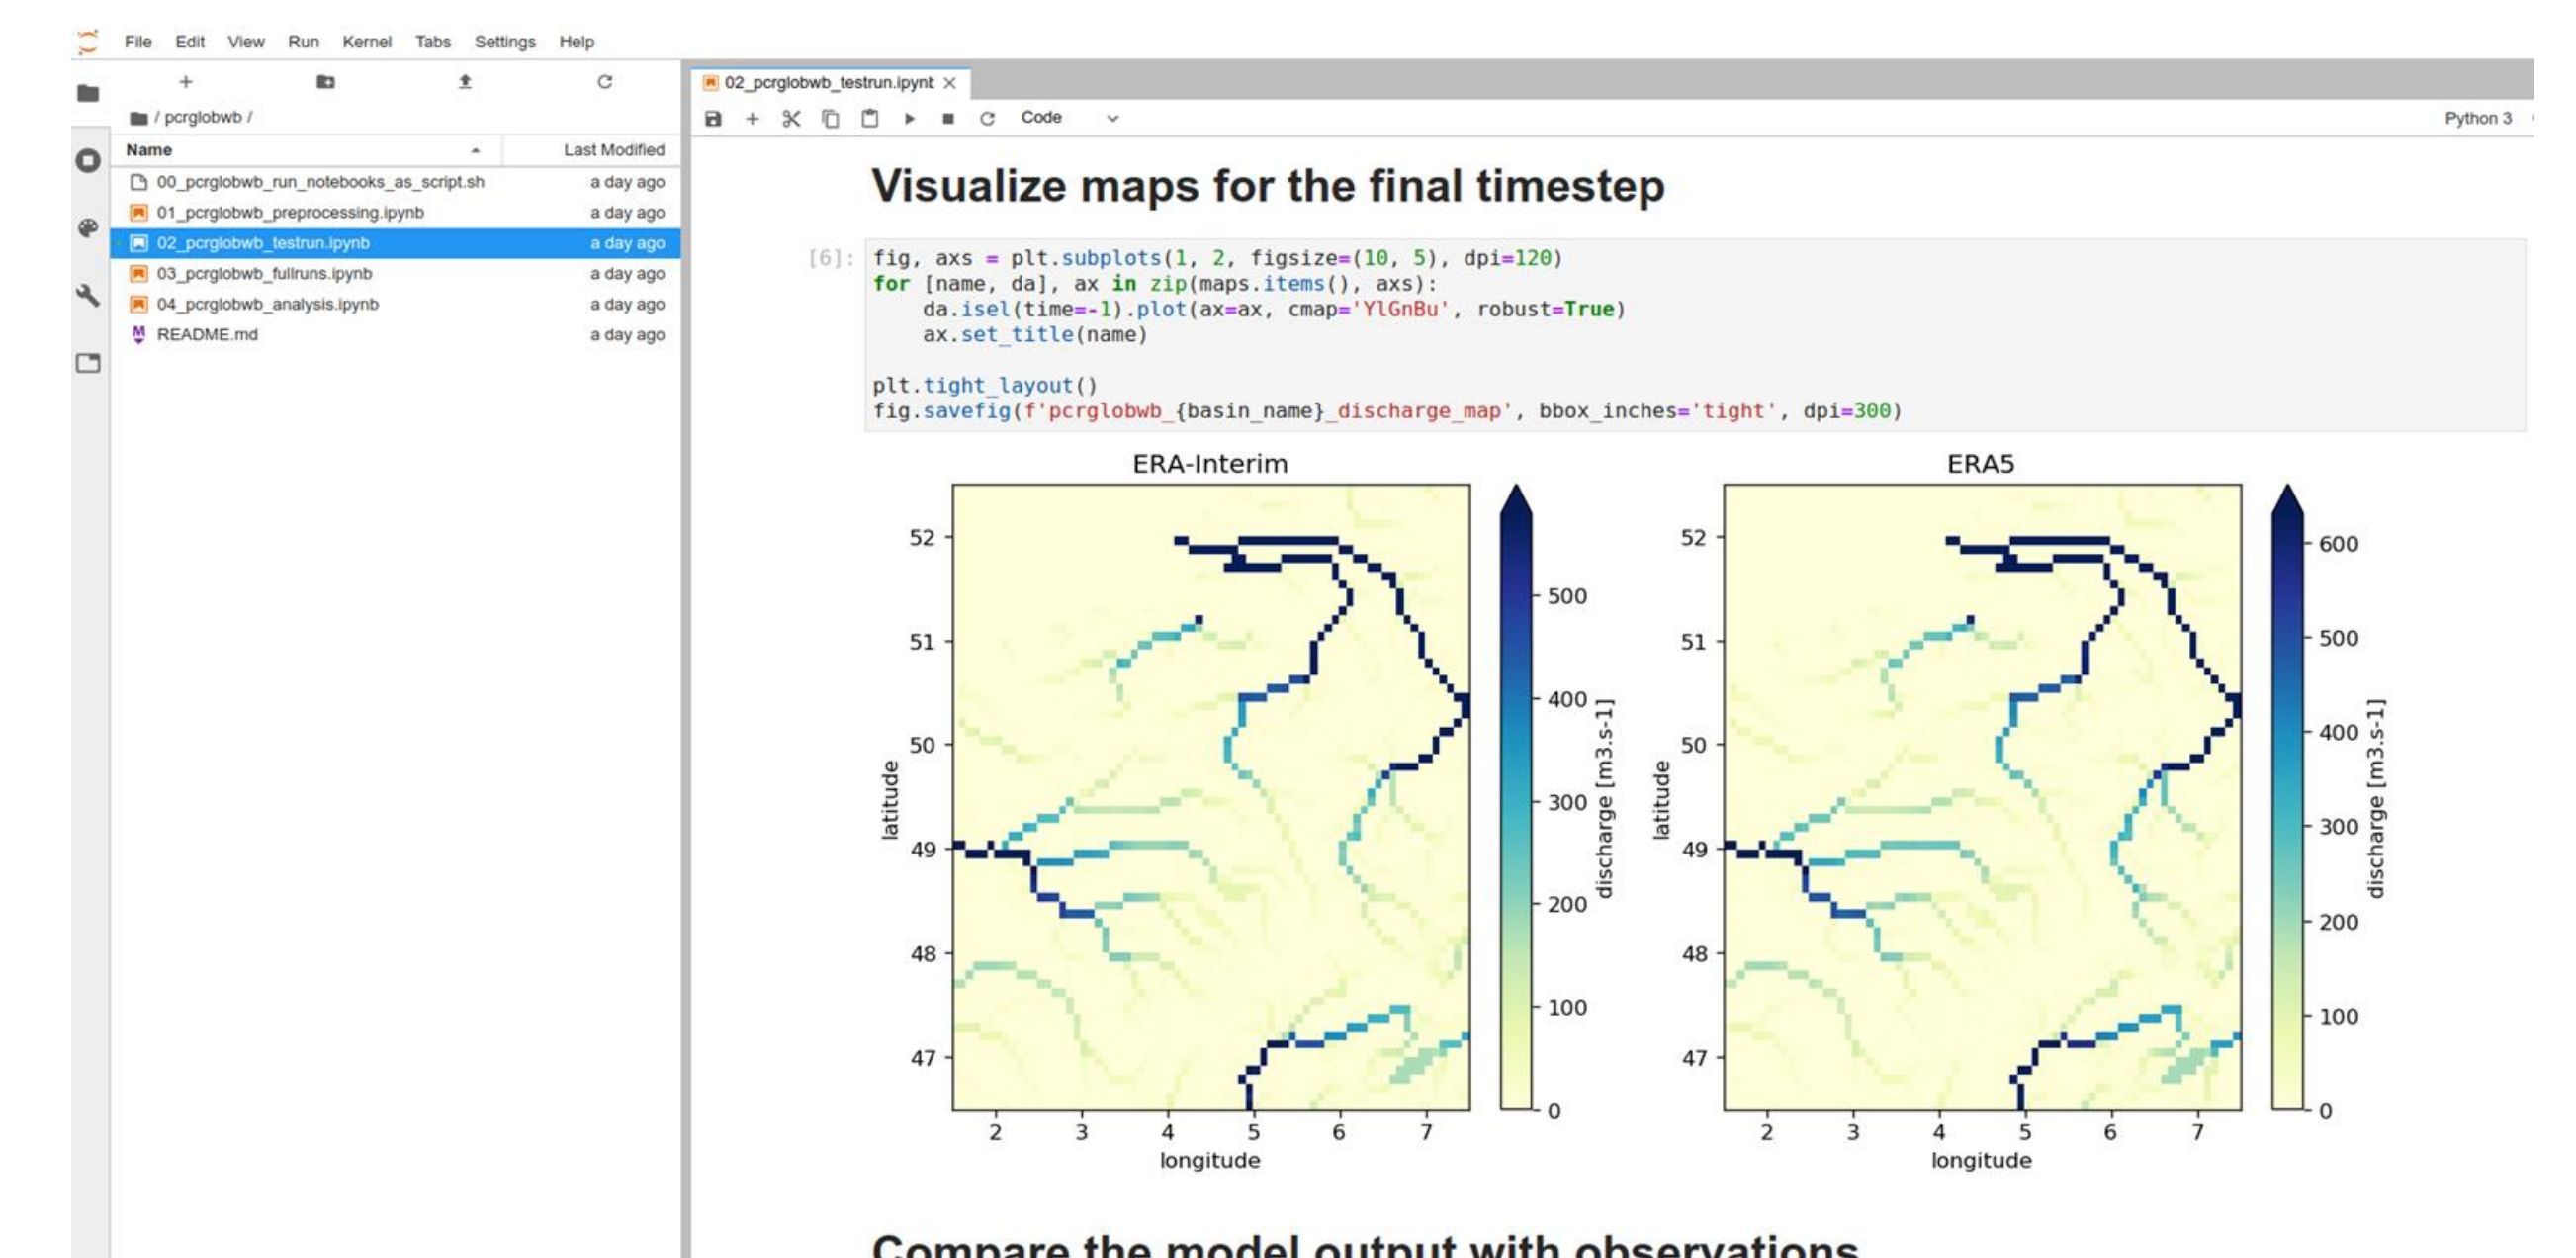 File Edit View Run Kernel Tabs Settings Help
/ pcrglobwb /
Name Last Modified
00_pcrglobwb_run_notebooks_as_script.sh a day ago
01_pcrglobwb_preprocessing.ipynb a day ago
02_pcrglobwb_testrun.ipynb a day ago
03_pcrglobwb_fullruns.ipynb a day ago
04_pcrglobwb_analysis.ipynb a day ago
README.md a day ago
02_pcrglobwb_testrun.ipynb
Code
Python 3
Visualize maps for the final timestep
[6]: fig, axs = plt.subplots(1, 2, figsize=(10, 5), dpi=120)
for [name, da], ax in zip(maps.items(), axs):
    da.isel(time=-1).plot(ax=ax, cmap='YlGnBu', robust=True)
    ax.set_title(name)
plt.tight_layout()
fig.savefig(f'pcrglobwb_{basin_name}_discharge_map', bbox_inches='tight', dpi=300)
ERA-Interim
52
51
50
49
48
47
latitude
2 3 4 5 6 7
longitude
500
400
300
200
100
0
discharge [m3.s-1]
ERA5
52
51
50
49
48
47
latitude
2 3 4 5 6 7
longitude
600
500
400
300
200
100
0
discharge [m3.s-1]
Compare the model output with observations